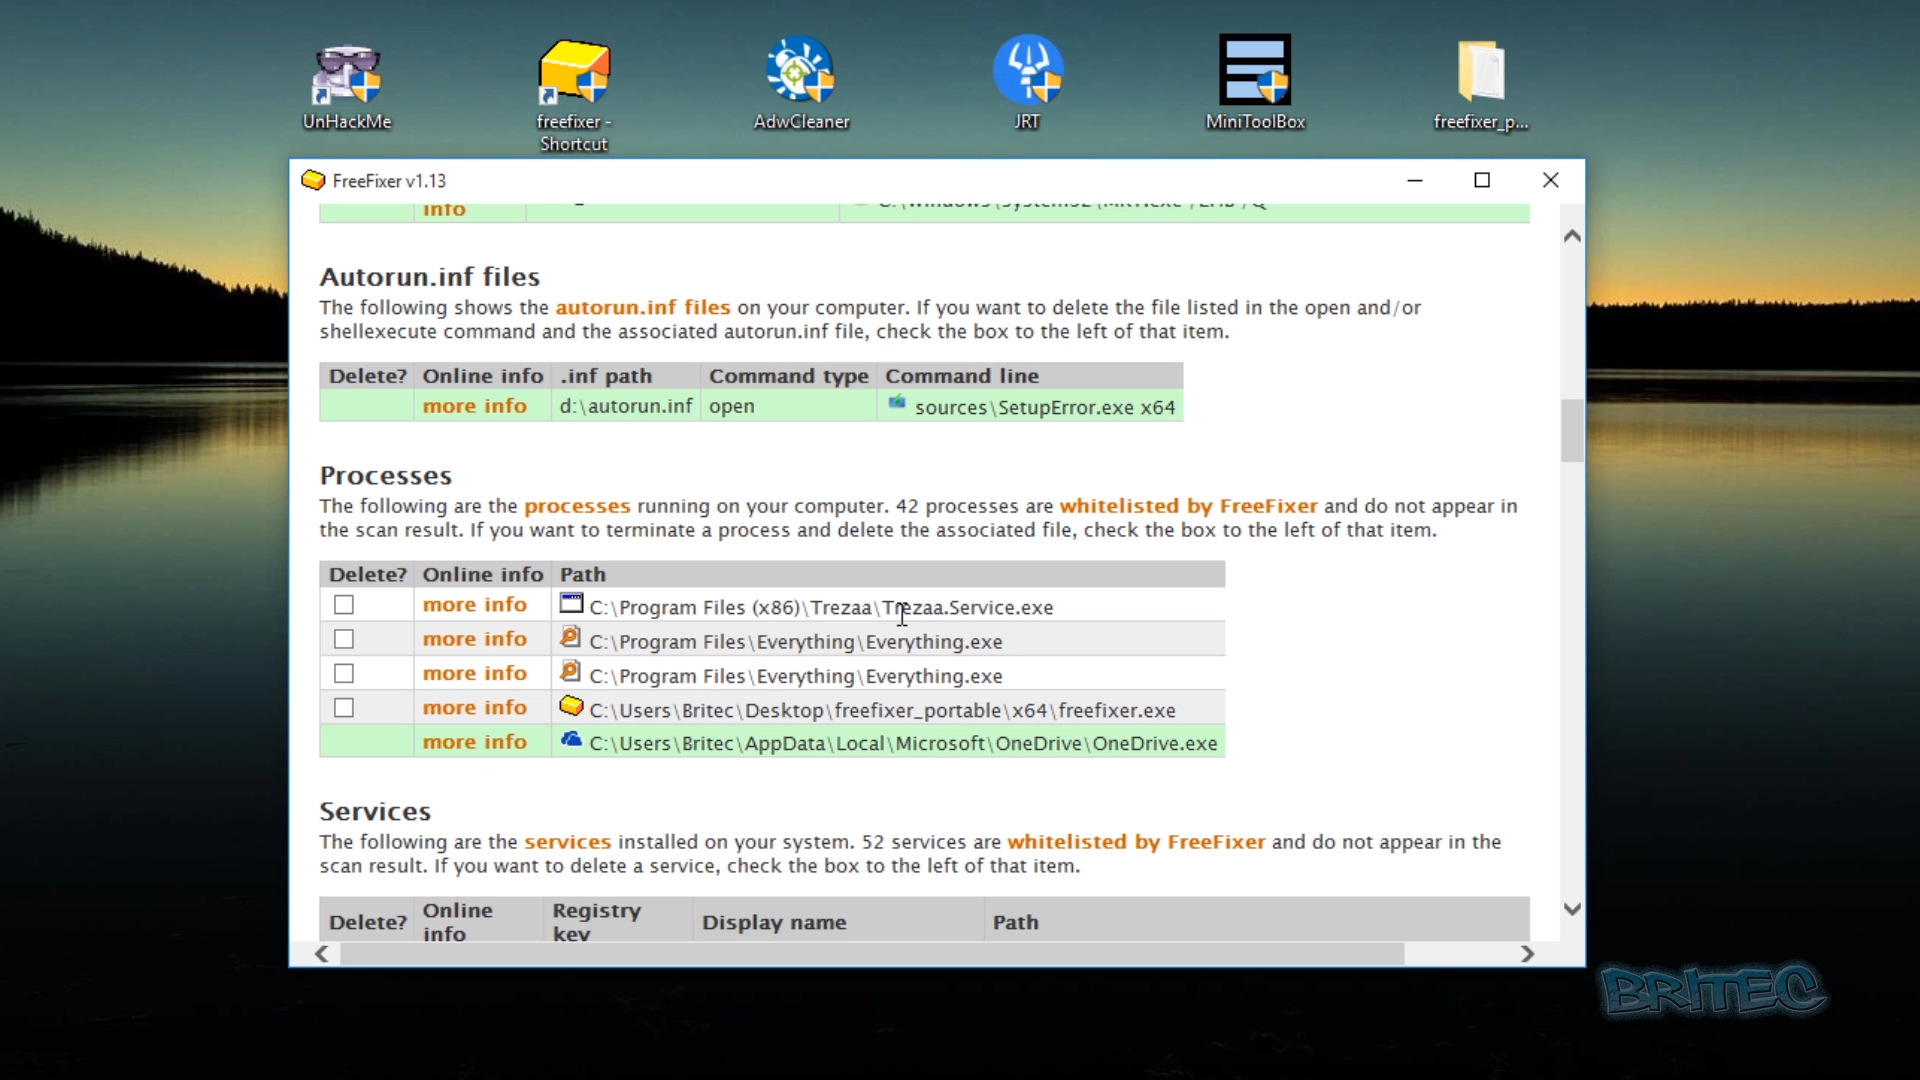 UnHackMe
freefixer -
Shortcut
AdwCleaner
JRT
MiniToolBox
freefixer_p...
FreeFixer v1.13
info
Autorun.inf files
The following shows the autorun.inf files on your computer. If you want to delete the file listed in the open and/or
shellexecute command and the associated autorun.inf file, check the box to the left of that item.
Delete? Online info .inf path Command type Command line
more info d:\autorun.inf open sources\SetupError.exe x64
Processes
The following are the processes running on your computer. 42 processes are whitelisted by FreeFixer and do not appear in
the scan result. If you want to terminate a process and delete the associated file, check the box to the left of that item.
Delete? Online info Path
more info C:\Program Files (x86)\Trezaa\Trezaa.Service.exe
more info C:\Program Files\Everything\Everything.exe
more info C:\Program Files\Everything\Everything.exe
more info C:\Users\Britec\Desktop\freefixer_portable\x64\freefixer.exe
more info C:\Users\Britec\AppData\Local\Microsoft\OneDrive\OneDrive.exe
Services
The following are the services installed on your system. 52 services are whitelisted by FreeFixer and do not appear in the
scan result. If you want to delete a service, check the box to the left of that item.
Delete? Online info Registry key Display name Path
BRITEC